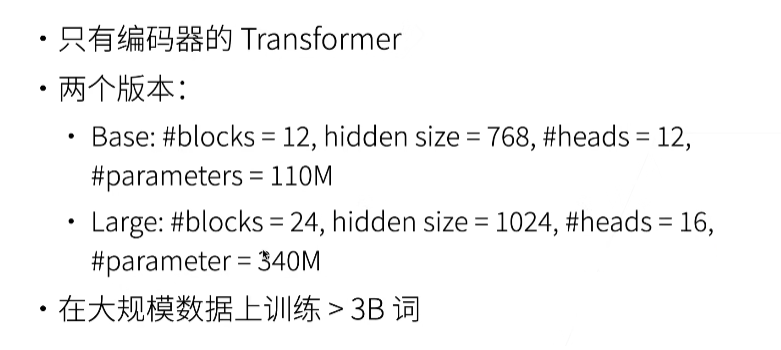 • 只有编码器的 Transformer
• 两个版本：
• Base: #blocks = 12, hidden size = 768, #heads = 12,
#parameters = 110M
• Large: #blocks = 24, hidden size = 1024, #heads = 16,
#parameter = 340M
• 在大规模数据上训练 > 3B 词